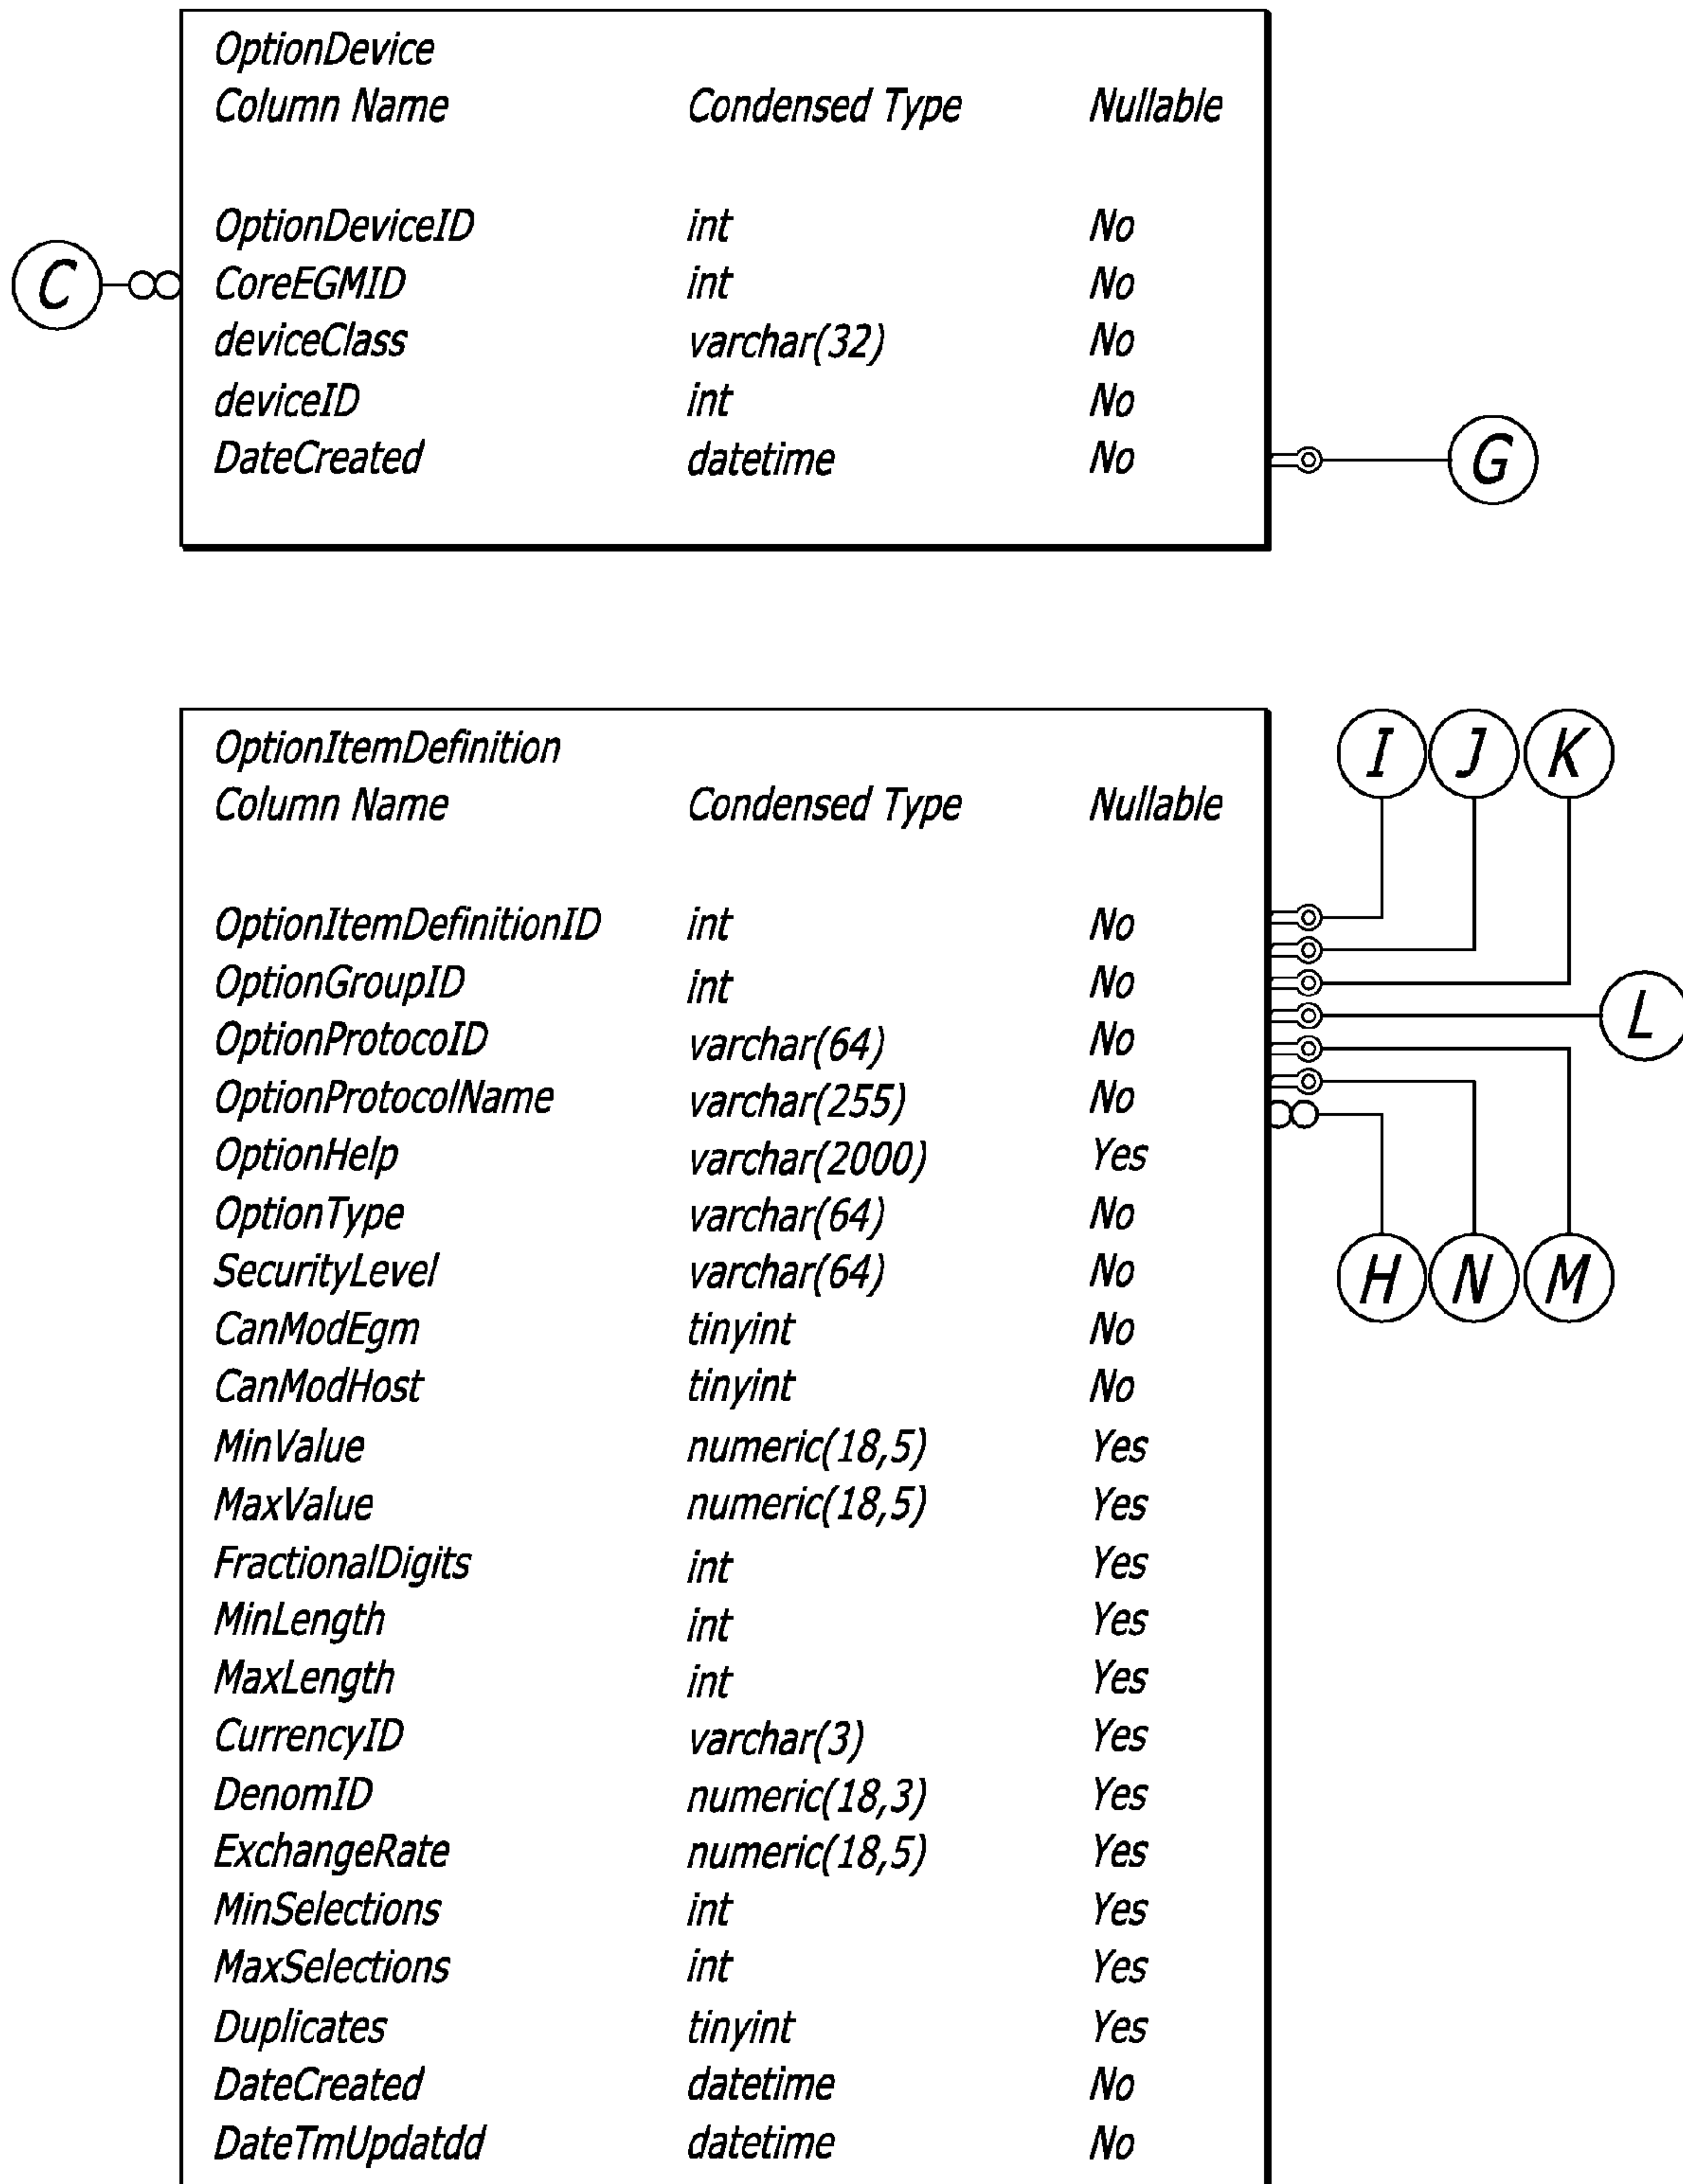 OptionDevice
Column Name Condensed Type Nullable
OptionDeviceID int No
C
CoreEGMID int No
deviceClass varchar(32) No
deviceID int No
DateCreated datetime No
G
OptionItemDefinition
I J K
Column Name Condensed Type Nullable
OptionItemDefinitionID int No
OptionGroupID int No
L
OptionProtocoID varchar(64) No
OptionProtocolName varchar(255) No
OptionHelp varchar(2000) Yes
OptionType varchar(64) No
SecurityLevel varchar(64) No
H N M
CanModEgm tinyint No
CanModHost tinyint No
MinValue numeric(18,5) Yes
MaxValue numeric(18,5) Yes
FractionalDigits int Yes
MinLength int Yes
MaxLength int Yes
CurrencyID varchar(3) Yes
DenomID numeric(18,3) Yes
ExchangeRate numeric(18,5) Yes
MinSelections int Yes
MaxSelections int Yes
Duplicates tinyint Yes
DateCreated datetime No
DateTmUpdatdd datetime No